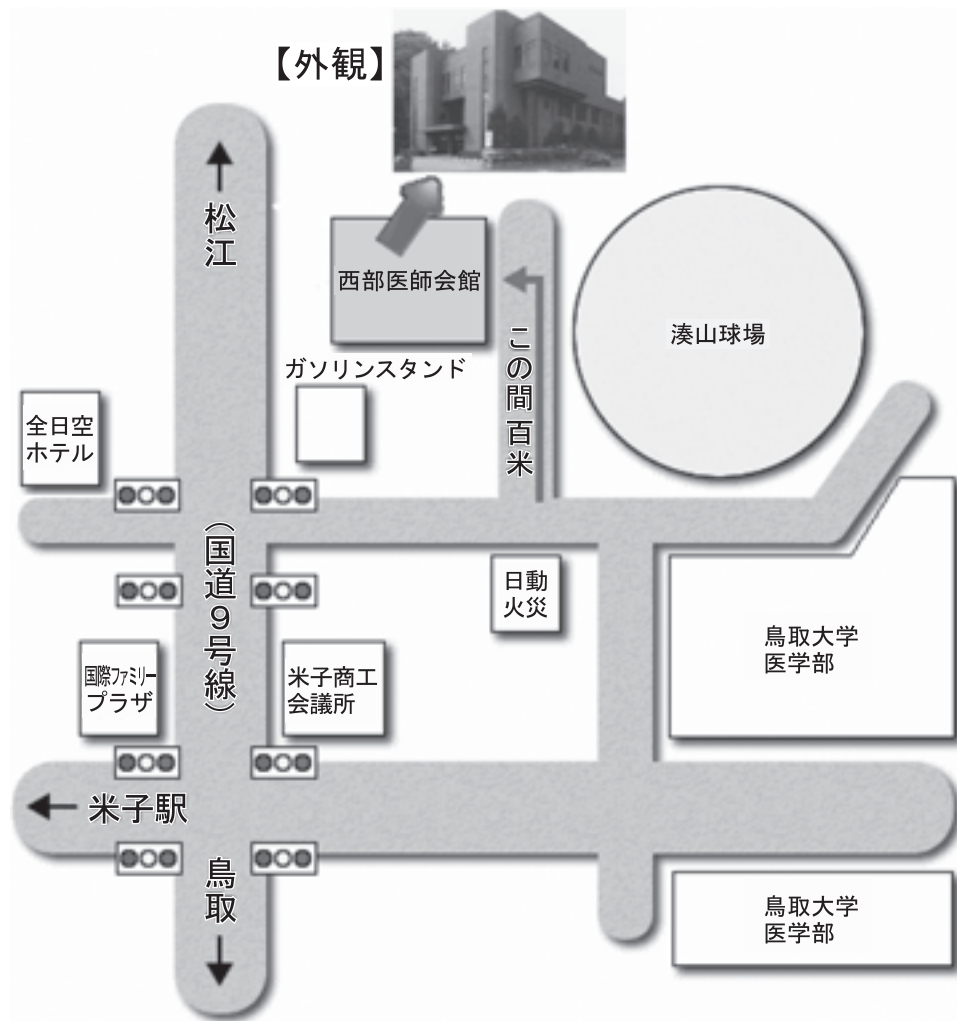 【外観】
松江
西部医師会館
湊山球場
この間百米
ガソリンスタンド
全日空
ホテル
(国道9号線)
日動
火災
鳥取大学
医学部
国際ファミリー
プラザ
米子商工
会議所
米子駅
鳥取
鳥取大学
医学部